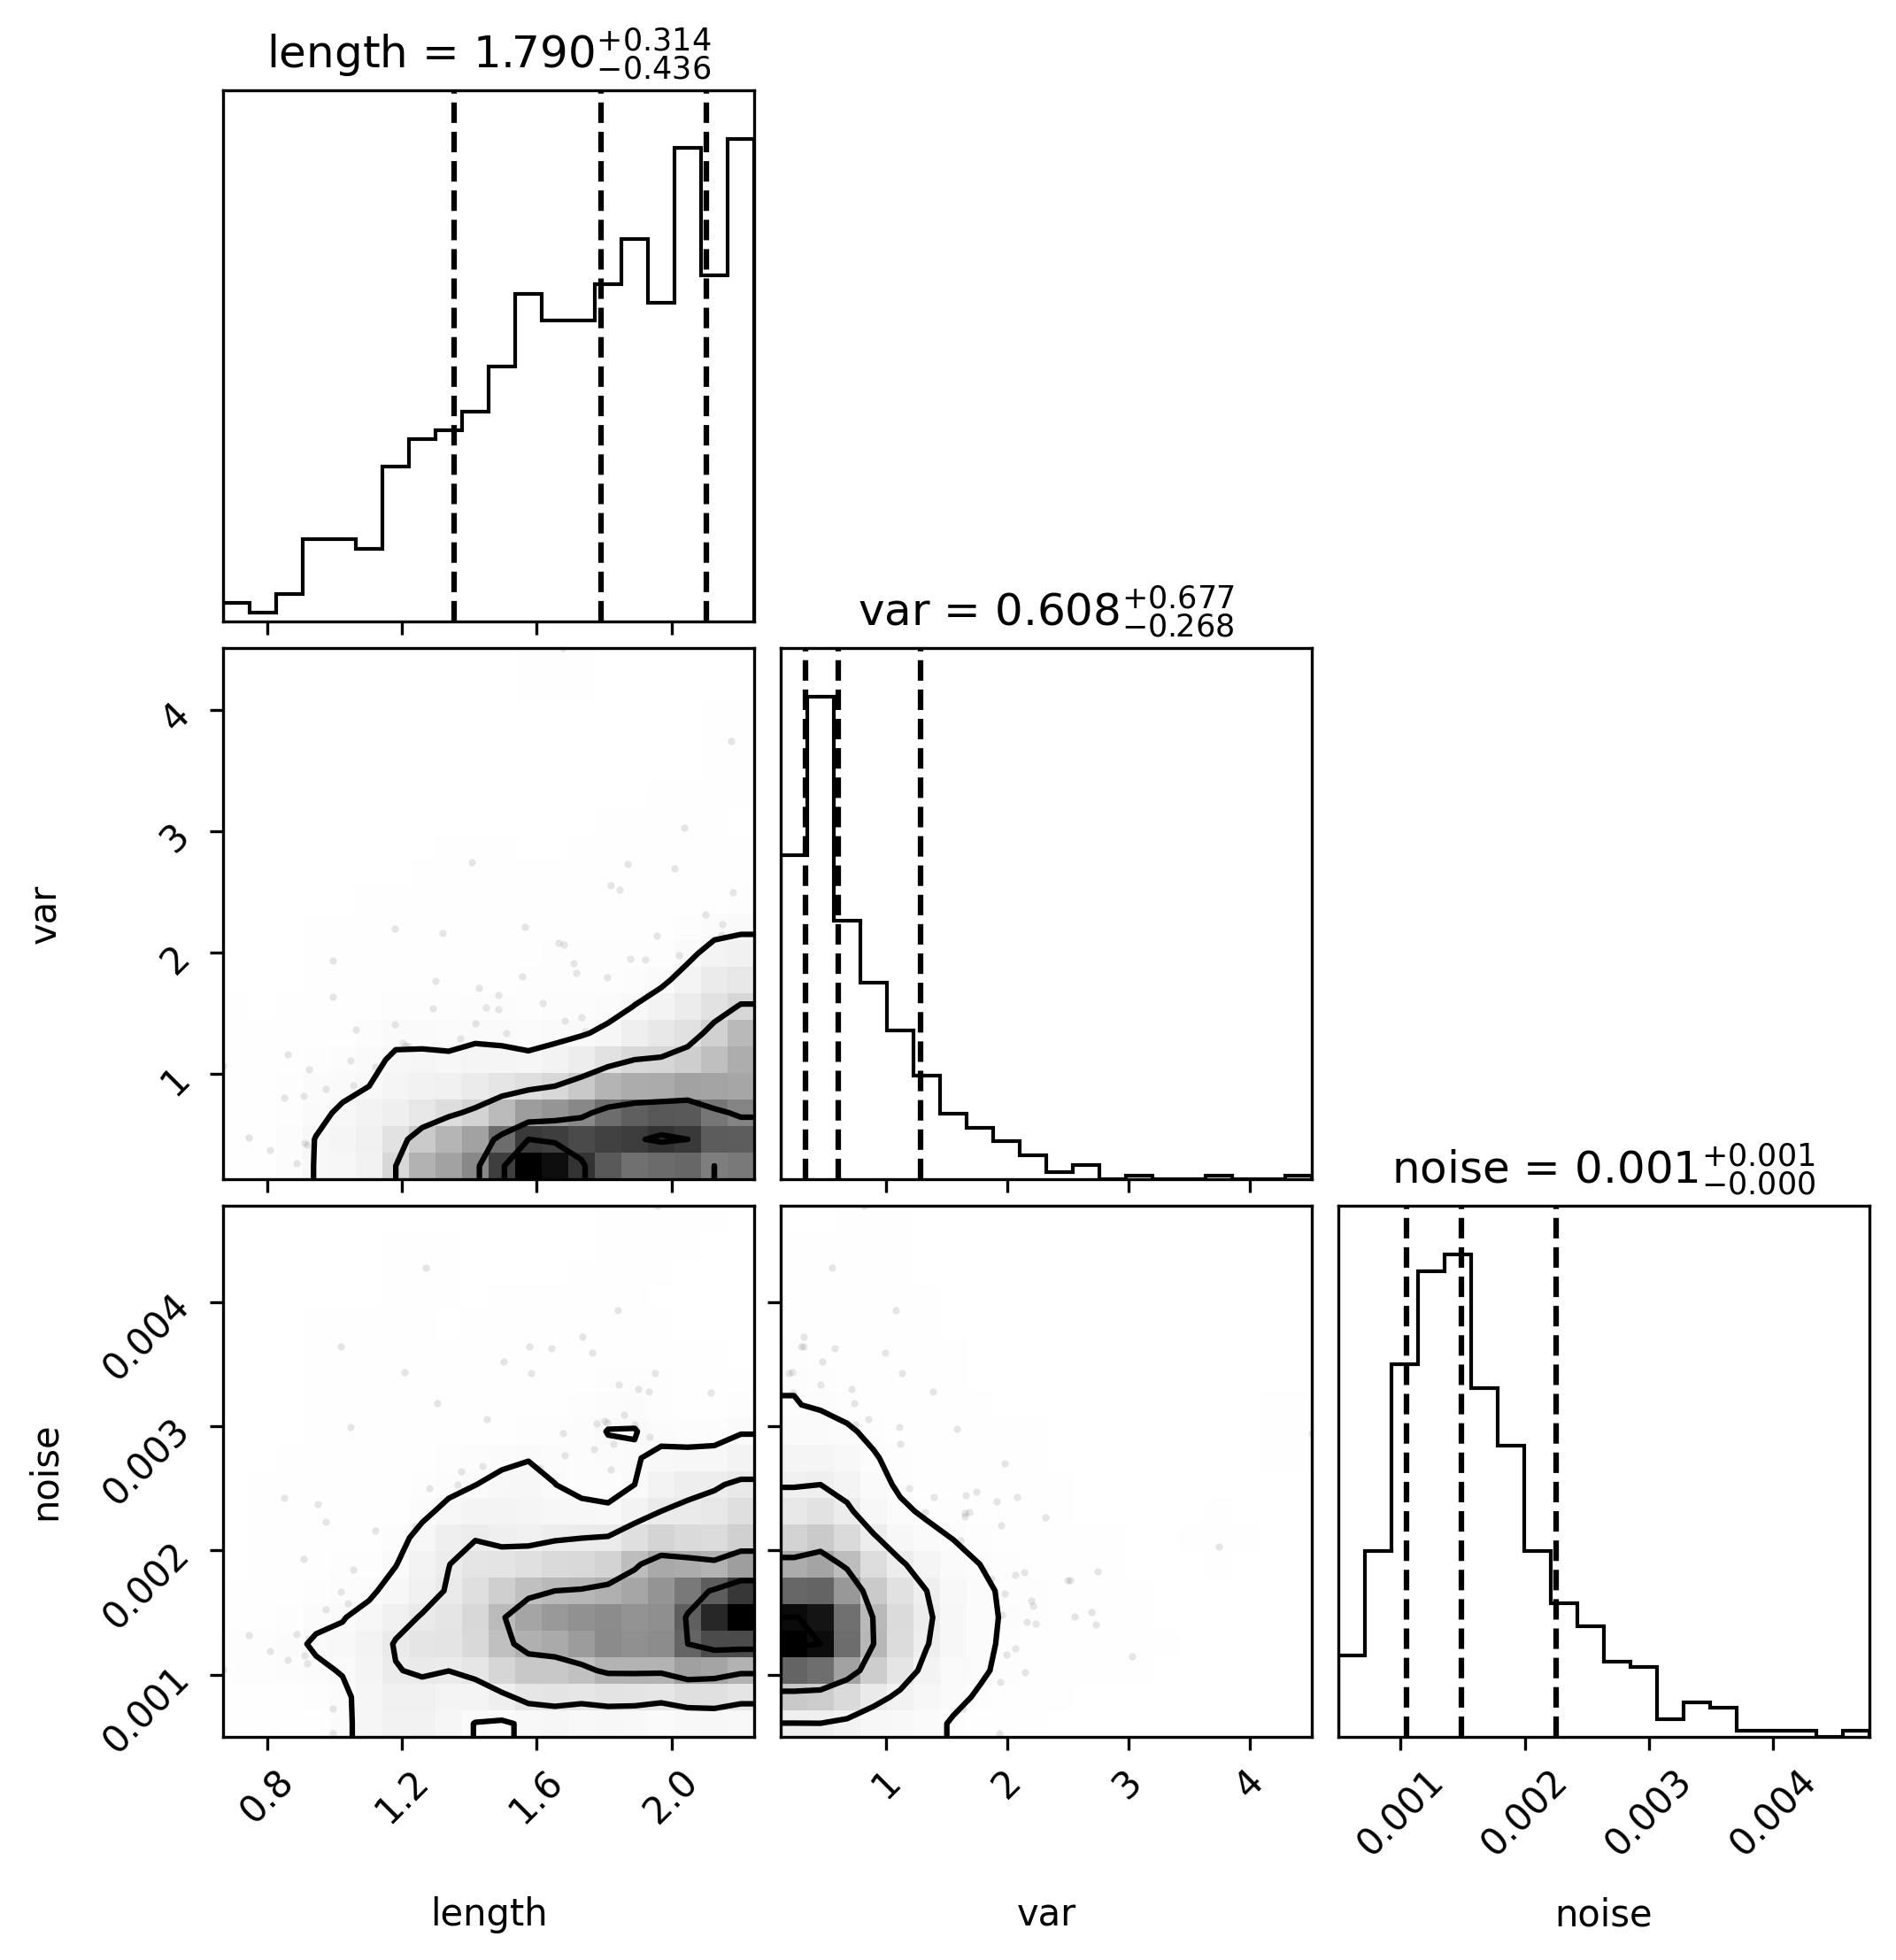 length = 1.790+0.314−0.436
var = 0.608+0.677−0.268
4
3
2
1
var
noise = 0.001+0.001−0.000
0.004
0.003
0.002
0.001
noise
0.8 1.2 1.6 2.0
1 2 3 4
0.001 0.002 0.003 0.004
length var noise